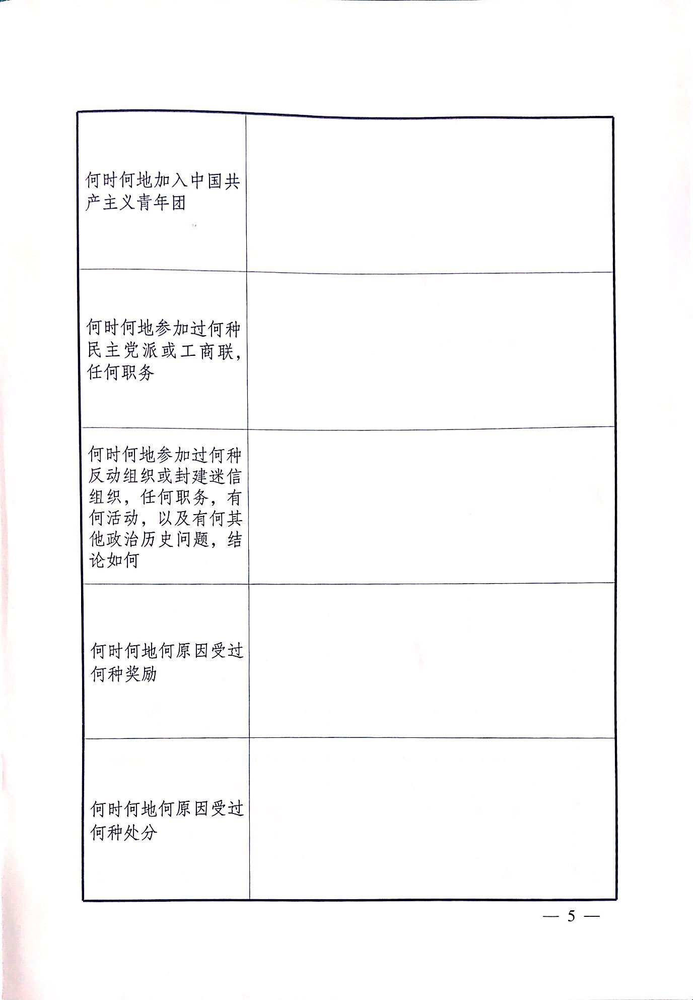 何时何地加入中国共
产主义青年团
何时何地参加过何种
民主党派或工商联，
任何职务
何时何地参加过何种
反动组织或封建迷信
组织，任何职务，有
何活动，以及有何其
他政治历史问题，结
论如何
何时何地何原因受过
何种奖励
何时何地何原因受过
何种处分
— 5 —